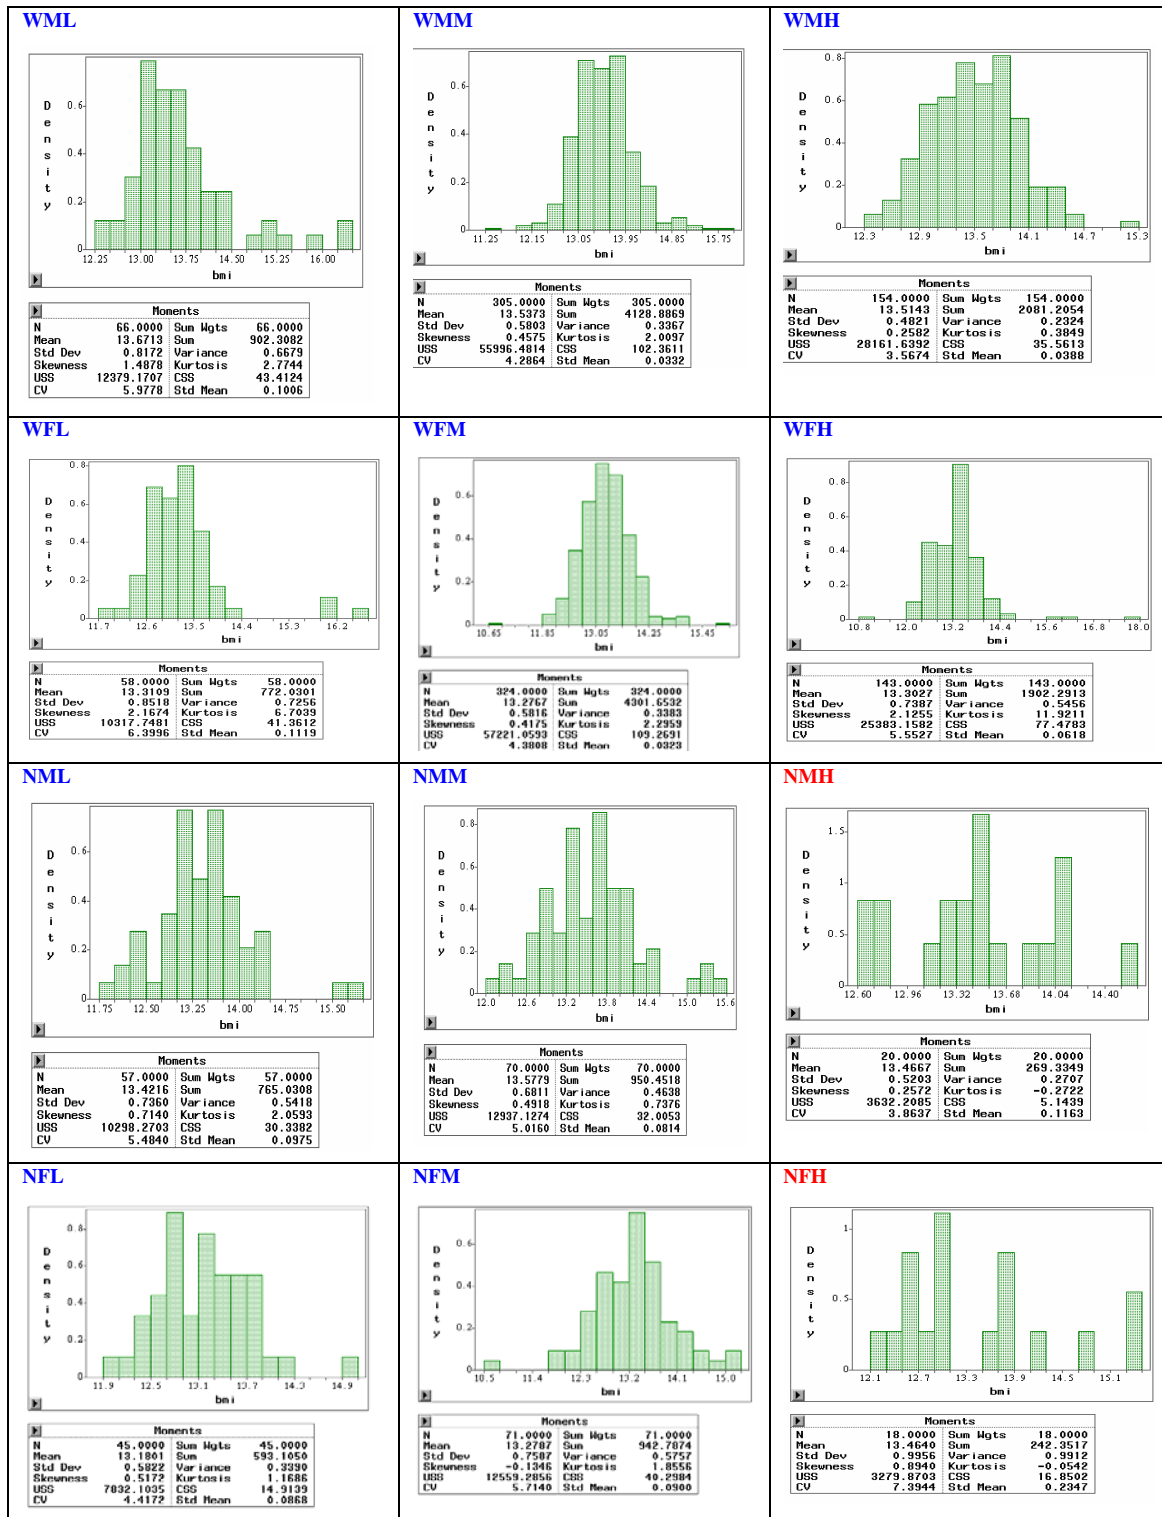 WML
Density
0.6
0.4
0.2
0
12.25 13.00 13.75 14.50 15.25 16.00
bmi
Moments
N 66.0000 Sum Wgts 66.0000
Mean 13.6713 Sum 902.3082
Std Dev 0.8172 Variance 0.6679
Skewness 1.4878 Kurtosis 2.7744
USS 12379.1707 CSS 43.4124
CV 5.9778 Std Mean 0.1006
WMM
Density
0.6
0.4
0.2
0
11.25 12.15 13.05 13.95 14.85 15.75
bmi
Moments
N 305.0000 Sum Wgts 305.0000
Mean 13.5373 Sum 4128.8869
Std Dev 0.5803 Variance 0.3367
Skewness 0.4575 Kurtosis 2.0097
USS 55996.4814 CSS 102.3611
CV 4.2864 Std Mean 0.0332
WMH
Density
0.8
0.6
0.4
0.2
0
12.3 12.9 13.5 14.1 14.7 15.3
bmi
Moments
N 154.0000 Sum Wgts 154.0000
Mean 13.5143 Sum 2081.2054
Std Dev 0.4821 Variance 0.2324
Skewness 0.2582 Kurtosis 0.3849
USS 28161.6392 CSS 35.5613
CV 3.5674 Std Mean 0.0388
WFL
Density
0.8
0.6
0.4
0.2
0
11.7 12.6 13.5 14.4 15.3 16.2
bmi
Moments
N 58.0000 Sum Wgts 58.0000
Mean 13.3109 Sum 772.0301
Std Dev 0.8518 Variance 0.7256
Skewness 2.1674 Kurtosis 6.7039
USS 10317.7481 CSS 41.3612
CV 6.3996 Std Mean 0.1119
WFM
Density
0.6
0.4
0.2
0
10.65 11.85 13.05 14.25 15.45
bmi
Moments
N 324.0000 Sum Wgts 324.0000
Mean 13.2767 Sum 4301.6532
Std Dev 0.5816 Variance 0.3383
Skewness 0.4175 Kurtosis 2.2959
USS 57221.0593 CSS 109.2691
CV 4.3808 Std Mean 0.0323
WFH
Density
0.8
0.6
0.4
0.2
0
10.8 12.0 13.2 14.4 15.6 16.8 18.0
bmi
Moments
N 143.0000 Sum Wgts 143.0000
Mean 13.3027 Sum 1902.2913
Std Dev 0.7387 Variance 0.5456
Skewness 2.1255 Kurtosis 11.9211
USS 25383.1582 CSS 77.4783
CV 5.5527 Std Mean 0.0618
NML
Density
0.6
0.4
0.2
0
11.75 12.50 13.25 14.00 14.75 15.50
bmi
Moments
N 57.0000 Sum Wgts 57.0000
Mean 13.4216 Sum 765.0308
Std Dev 0.7360 Variance 0.5418
Skewness 0.7140 Kurtosis 2.0593
USS 10298.2703 CSS 30.3382
CV 5.4840 Std Mean 0.0975
NMM
Density
0.8
0.6
0.4
0.2
0
12.0 12.6 13.2 13.8 14.4 15.0 15.6
bmi
Moments
N 70.0000 Sum Wgts 70.0000
Mean 13.5779 Sum 950.4518
Std Dev 0.6811 Variance 0.4638
Skewness 0.4918 Kurtosis 0.7376
USS 12937.1274 CSS 32.0053
CV 5.0160 Std Mean 0.0814
NMH
Density
1.5
1
0.5
0
12.60 12.96 13.32 13.68 14.04 14.40
bmi
Moments
N 20.0000 Sum Wgts 20.0000
Mean 13.4667 Sum 269.3349
Std Dev 0.5203 Variance 0.2707
Skewness 0.2572 Kurtosis -0.2722
USS 3632.2085 CSS 5.1439
CV 3.8637 Std Mean 0.1163
NFL
Density
0.8
0.6
0.4
0.2
0
11.9 12.5 13.1 13.7 14.3 14.9
bmi
Moments
N 45.0000 Sum Wgts 45.0000
Mean 13.1801 Sum 593.1050
Std Dev 0.5822 Variance 0.3390
Skewness 0.5172 Kurtosis 1.1686
USS 7832.1035 CSS 14.9139
CV 4.4172 Std Mean 0.0868
NFM
Density
0.6
0.4
0.2
0
10.5 11.4 12.3 13.2 14.1 15.0
bmi
Moments
N 71.0000 Sum Wgts 71.0000
Mean 13.2787 Sum 942.7874
Std Dev 0.7587 Variance 0.5757
Skewness -0.1346 Kurtosis 1.8556
USS 12559.2856 CSS 40.2984
CV 5.7140 Std Mean 0.0900
NFH
Density
1
0.5
0
12.1 12.7 13.3 13.9 14.5 15.1
bmi
Moments
N 18.0000 Sum Wgts 18.0000
Mean 13.4640 Sum 242.3517
Std Dev 0.9956 Variance 0.9912
Skewness 0.8940 Kurtosis -0.0542
USS 3279.8703 CSS 16.8502
CV 7.3944 Std Mean 0.2347